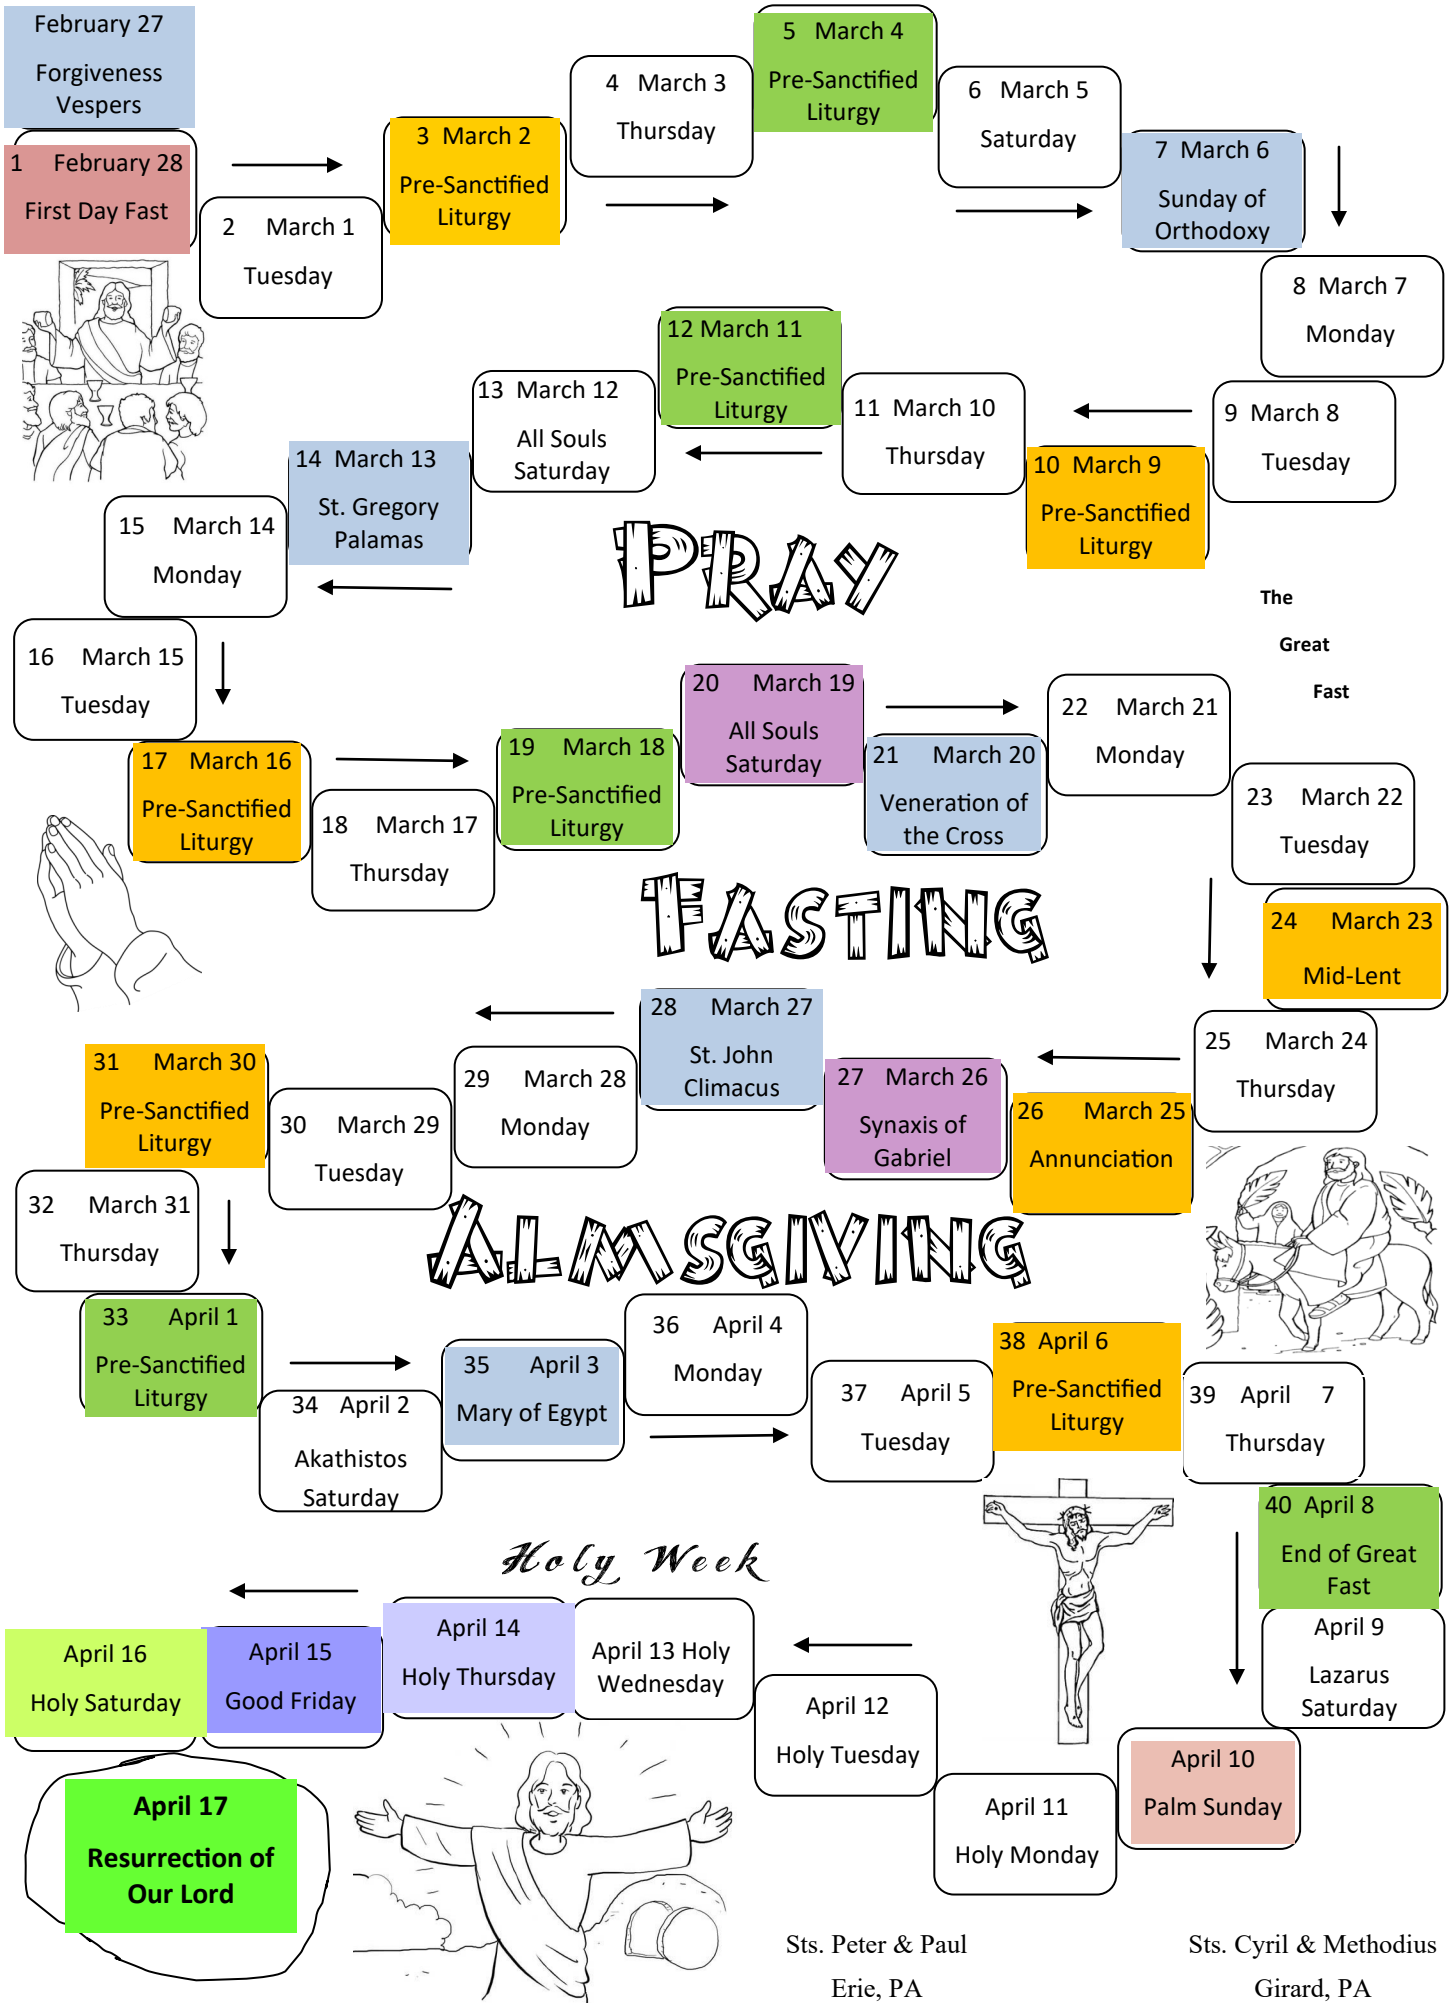 February 27
Forgiveness
Vespers
1 February 28
First Day Fast
2 March 1
Tuesday
3 March 2
Pre-Sanctified
Liturgy
4 March 3
Thursday
5 March 4
Pre-Sanctified
Liturgy
6 March 5
Saturday
7 March 6
Sunday of
Orthodoxy
8 March 7
Monday
9 March 8
Tuesday
10 March 9
Pre-Sanctified
Liturgy
11 March 10
Thursday
12 March 11
Pre-Sanctified
Liturgy
13 March 12
All Souls
Saturday
14 March 13
St. Gregory
Palamas
15 March 14
Monday
PRAY
The
Great
Fast
16 March 15
Tuesday
17 March 16
Pre-Sanctified
Liturgy
18 March 17
Thursday
19 March 18
Pre-Sanctified
Liturgy
20 March 19
All Souls
Saturday
21 March 20
Veneration of
the Cross
22 March 21
Monday
23 March 22
Tuesday
FASTING
24 March 23
Mid-Lent
25 March 24
Thursday
26 March 25
Annunciation
27 March 26
Synaxis of
Gabriel
28 March 27
St. John
Climacus
29 March 28
Monday
30 March 29
Tuesday
31 March 30
Pre-Sanctified
Liturgy
32 March 31
Thursday
ALMSGIVING
33 April 1
Pre-Sanctified
Liturgy
34 April 2
Akathistos
Saturday
35 April 3
Mary of Egypt
36 April 4
Monday
37 April 5
Tuesday
38 April 6
Pre-Sanctified
Liturgy
39 April 7
Thursday
40 April 8
End of Great
Fast
April 9
Lazarus
Saturday
April 10
Palm Sunday
Holy Week
April 11
Holy Monday
April 12
Holy Tuesday
April 13 Holy
Wednesday
April 14
Holy Thursday
April 15
Good Friday
April 16
Holy Saturday
April 17
Resurrection of
Our Lord
Sts. Peter & Paul
Erie, PA
Sts. Cyril & Methodius
Girard, PA